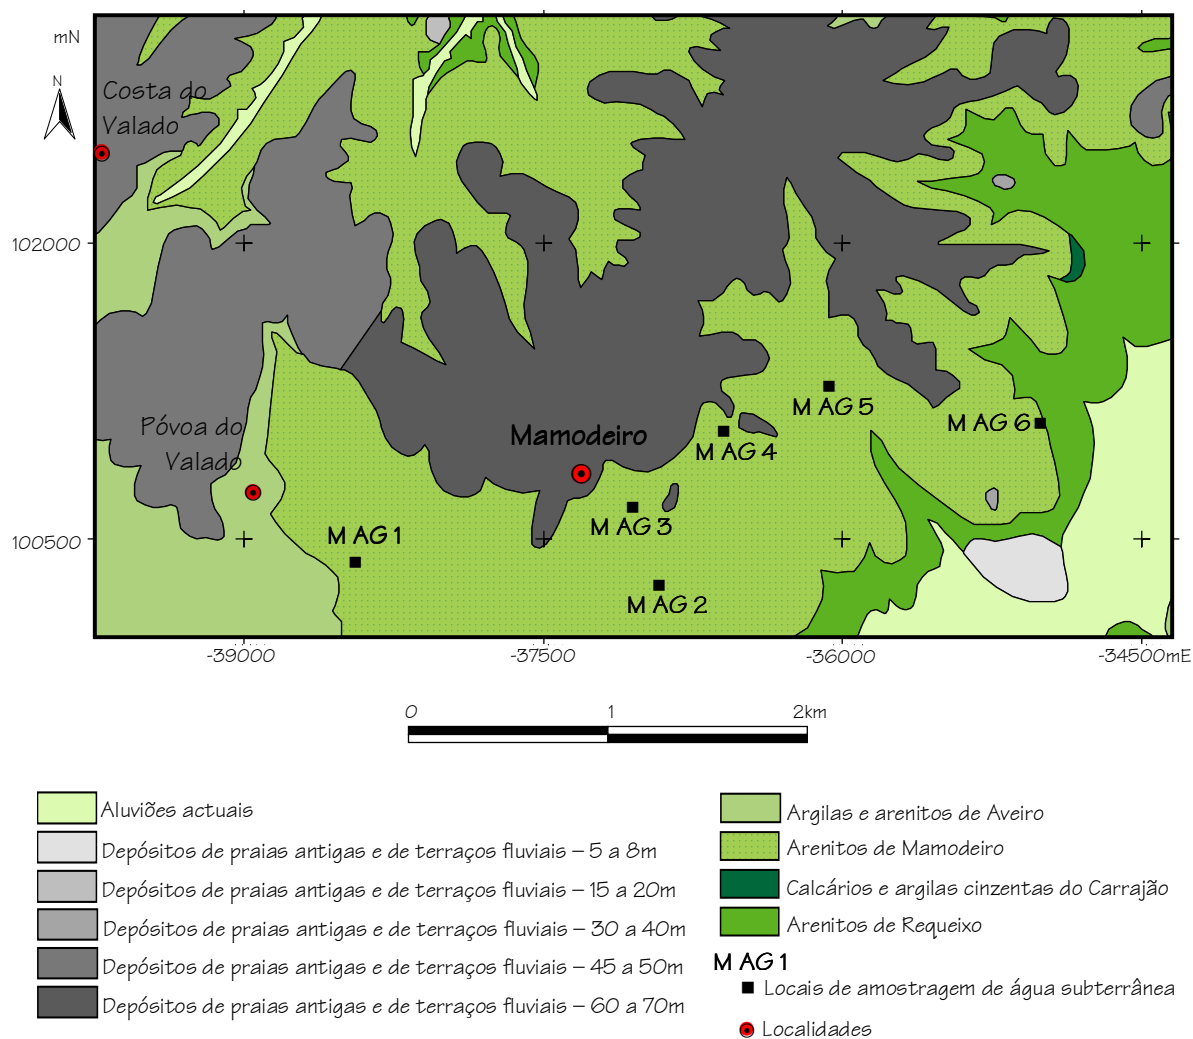 mN
N
Costa do
Valado
102000
Póvoa do
Valado
Mamodeiro
M AG 5
M AG 6
M AG 4
M AG 3
M AG 1
100500
M AG 2
-39000
-37500
-36000
-34500mE
0 1 2km
Aluviões actuais
Depósitos de praias antigas e de terraços fluviais – 5 a 8m
Depósitos de praias antigas e de terraços fluviais – 15 a 20m
Depósitos de praias antigas e de terraços fluviais – 30 a 40m
Depósitos de praias antigas e de terraços fluviais – 45 a 50m
Depósitos de praias antigas e de terraços fluviais – 60 a 70m
Argilas e arenitos de Aveiro
Arenitos de Mamodeiro
Calcários e argilas cinzentas do Carrajão
Arenitos de Requeixo
M AG 1
Locais de amostragem de água subterrânea
Localidades